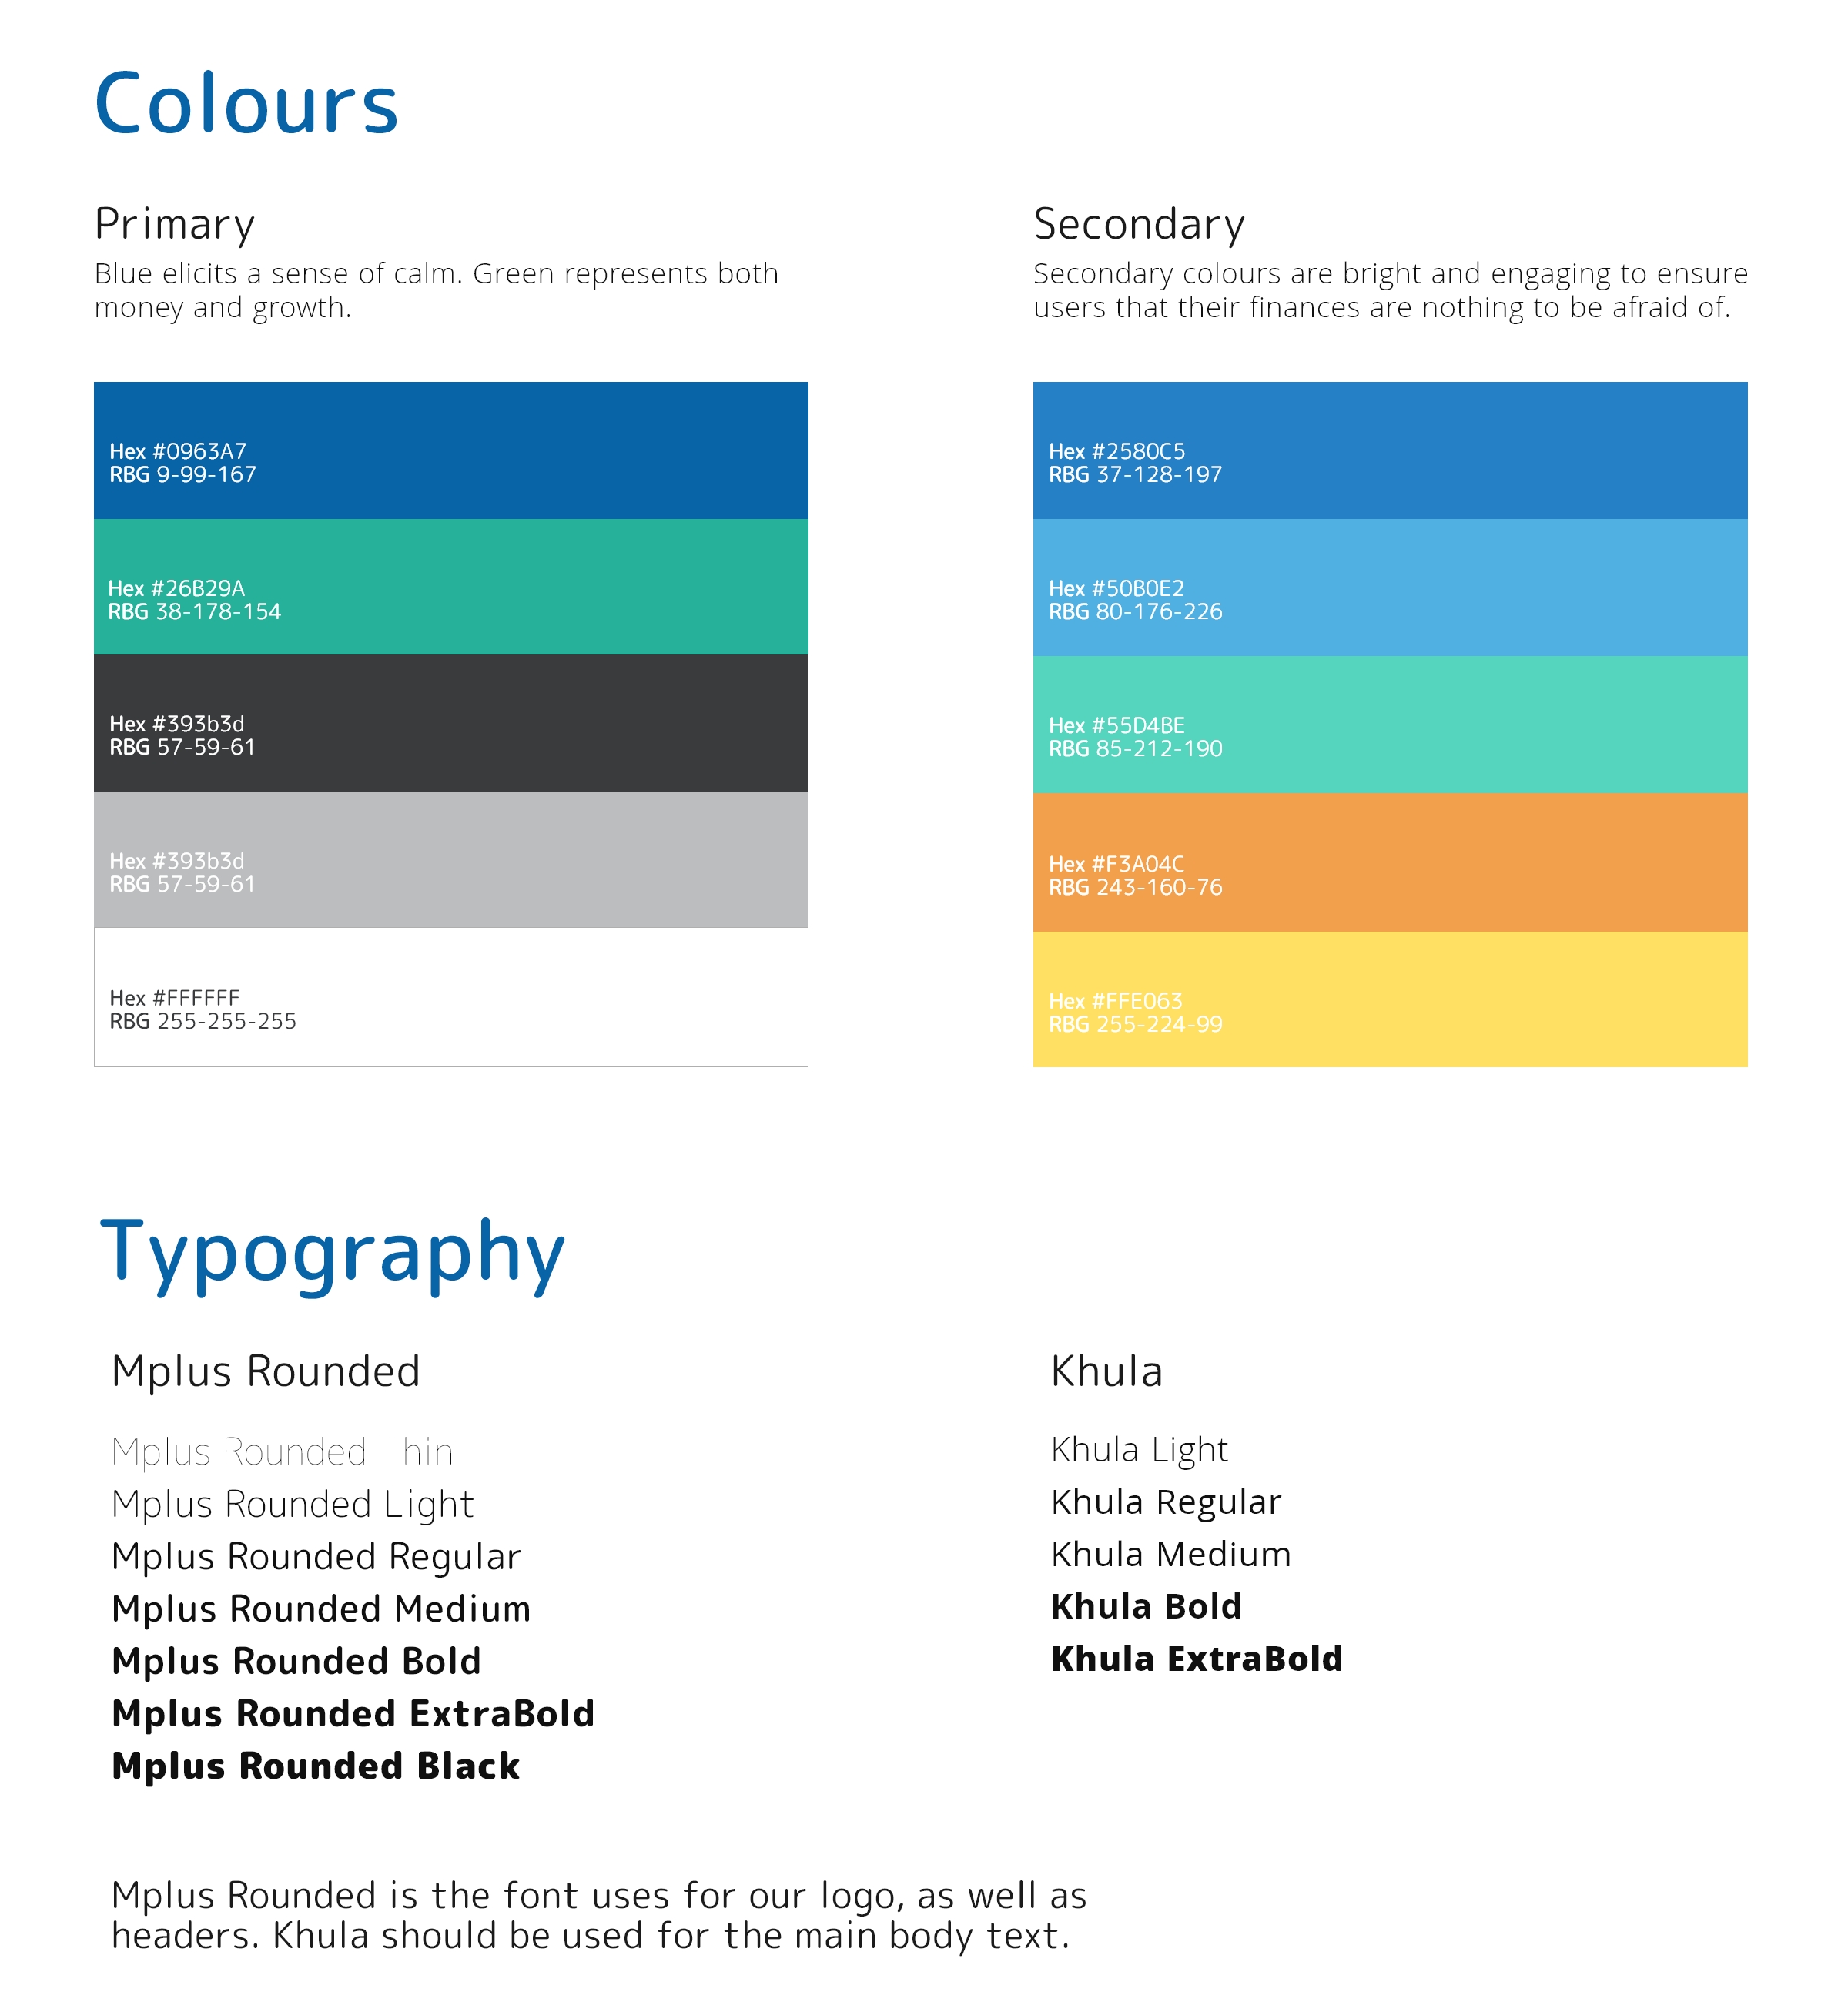 Colours
Primary
Blue elicits a sense of calm. Green represents both
money and growth.
Hex #0963A7
RBG 9-99-167
Hex #26B29A
RBG 38-178-154
Hex #393b3d
RBG 57-59-61
Hex #393b3d
RBG 57-59-61
Hex #FFFFFF
RBG 255-255-255
Secondary
Secondary colours are bright and engaging to ensure
users that their finances are nothing to be afraid of.
Hex #2580C5
RBG 37-128-197
Hex #50B0E2
RBG 80-176-226
Hex #55D4BE
RBG 85-212-190
Hex #F3A04C
RBG 243-160-76
Hex #FFE063
RBG 255-224-99
Typography
Mplus Rounded
Mplus Rounded Thin
Mplus Rounded Light
Mplus Rounded Regular
Mplus Rounded Medium
Mplus Rounded Bold
Mplus Rounded ExtraBold
Mplus Rounded Black
Khula
Khula Light
Khula Regular
Khula Medium
Khula Bold
Khula ExtraBold
Mplus Rounded is the font uses for our logo, as well as
headers. Khula should be used for the main body text.